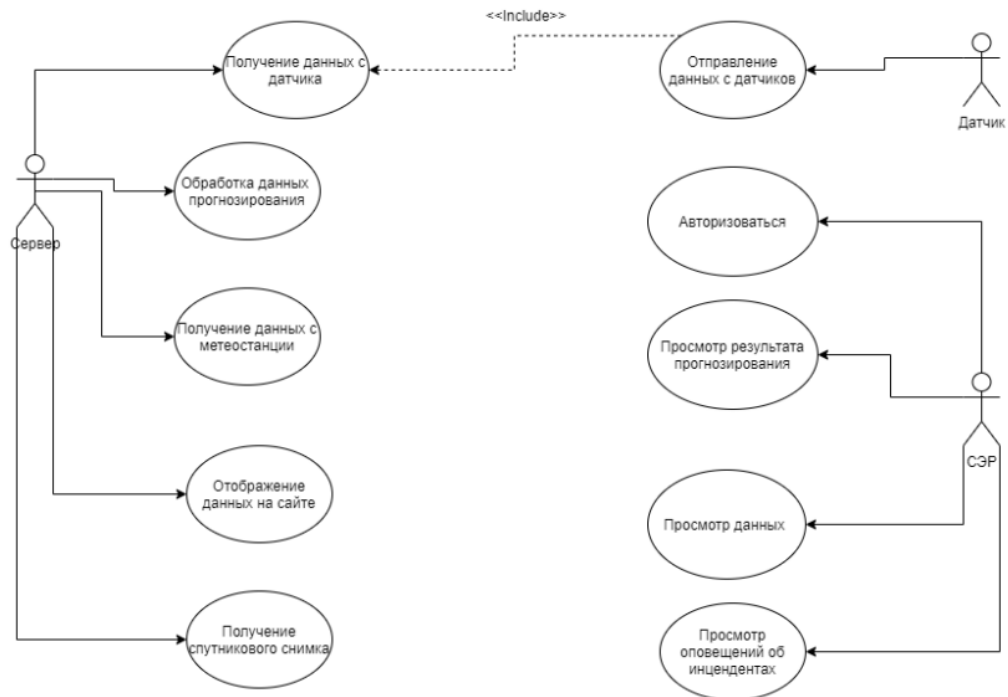 <<Include>>
Получение данных с
датчика
Отправление
данных с датчиков
Датчик
Обработка данных
прогнозирования
Сервер
Авторизоваться
Получение данных с
метеостанции
Просмотр результата
прогнозирования
СЭР
Отображение
данных на сайте
Просмотр данных
Получение
спутникового снимка
Просмотр
оповещений об
инцендентах